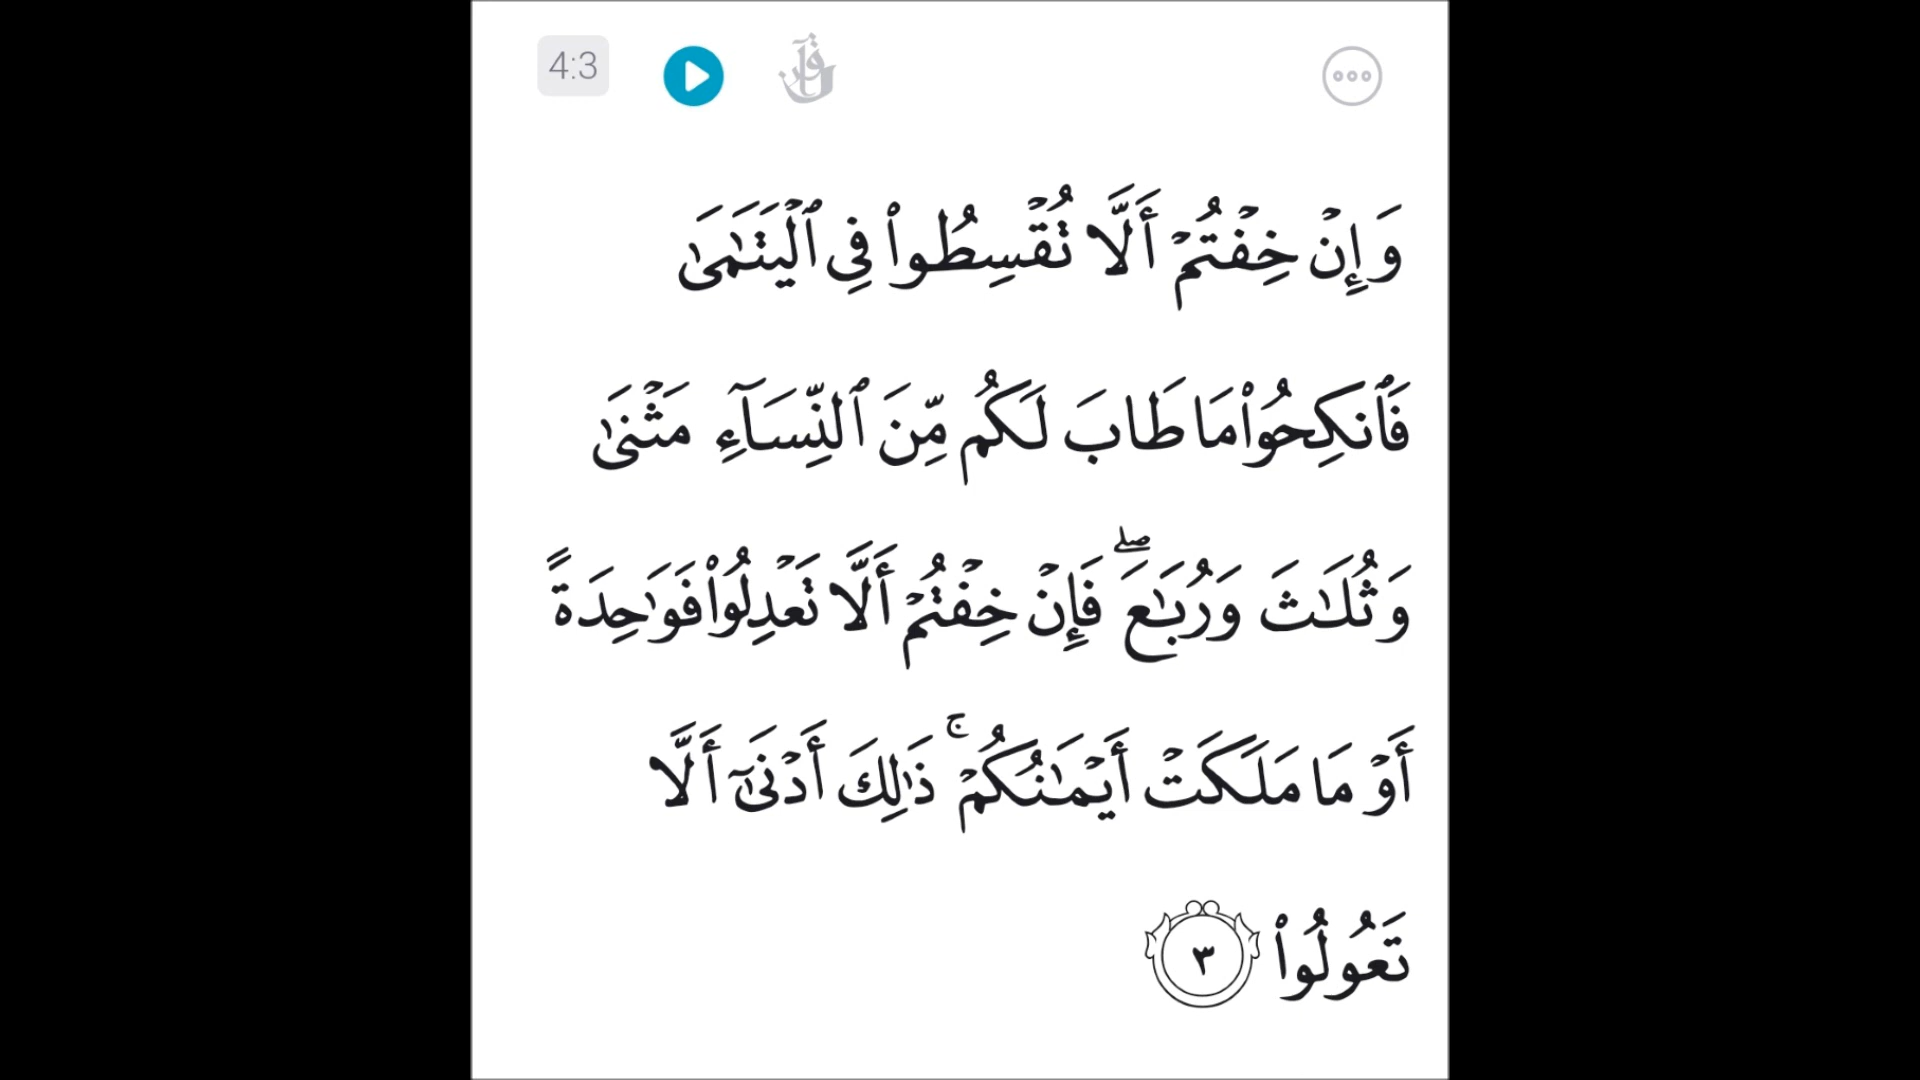 4:3
وَإِنۡ خِفۡتُمۡ أَلَّا تُقۡسِطُواْ فِي ٱلۡيَتَٰمَىٰ
فَٱنكِحُواْ مَا طَابَ لَكُم مِّنَ ٱلنِّسَآءِ مَثۡنَىٰ
وَثُلَٰثَ وَرُبَٰعَۖ فَإِنۡ خِفۡتُمۡ أَلَّا تَعۡدِلُواْ فَوَٰحِدَةً
أَوۡ مَا مَلَكَتۡ أَيۡمَٰنُكُمۡۚ ذَٰلِكَ أَدۡنَىٰٓ أَلَّا
تَعُولُواْ ٣